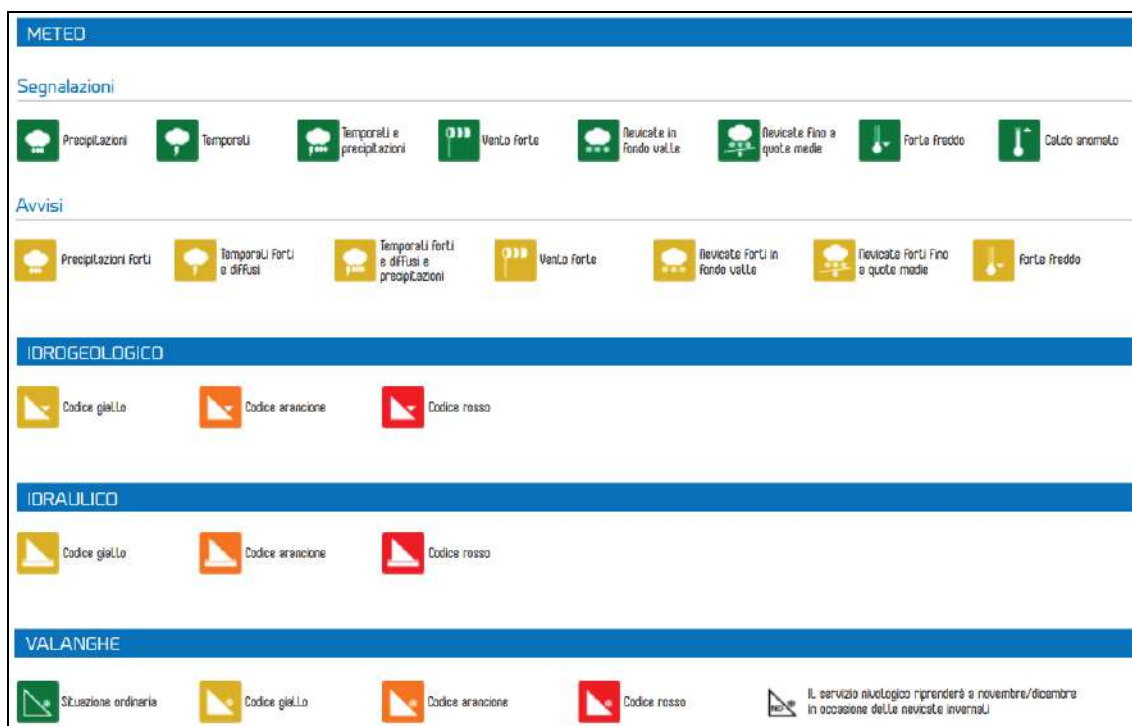 METEO
Segnalazioni
Precipitazioni
Temporali
Temporali e
precipitazioni
Vento forte
Nevicate in
fondo valle
Nevicate fino a
quote medie
Forte freddo
Caldo anomalo
Avvisi
Precipitazioni forti
Temporali forti
e diffusi
Temporali forti
e diffusi e
precipitazioni
Vento forte
Nevicate forti in
fondo valle
Nevicate forti fino
a quote medie
Forte freddo
IDROGEOLOGICO
Codice giallo
Codice arancione
Codice rosso
IDRAULICO
Codice giallo
Codice arancione
Codice rosso
VALANGHE
Situazione ordinaria
Codice giallo
Codice arancione
Codice rosso
IL servizio nivologico riprenderà a novembre/dicembre
in occasione delle nevicate invernali